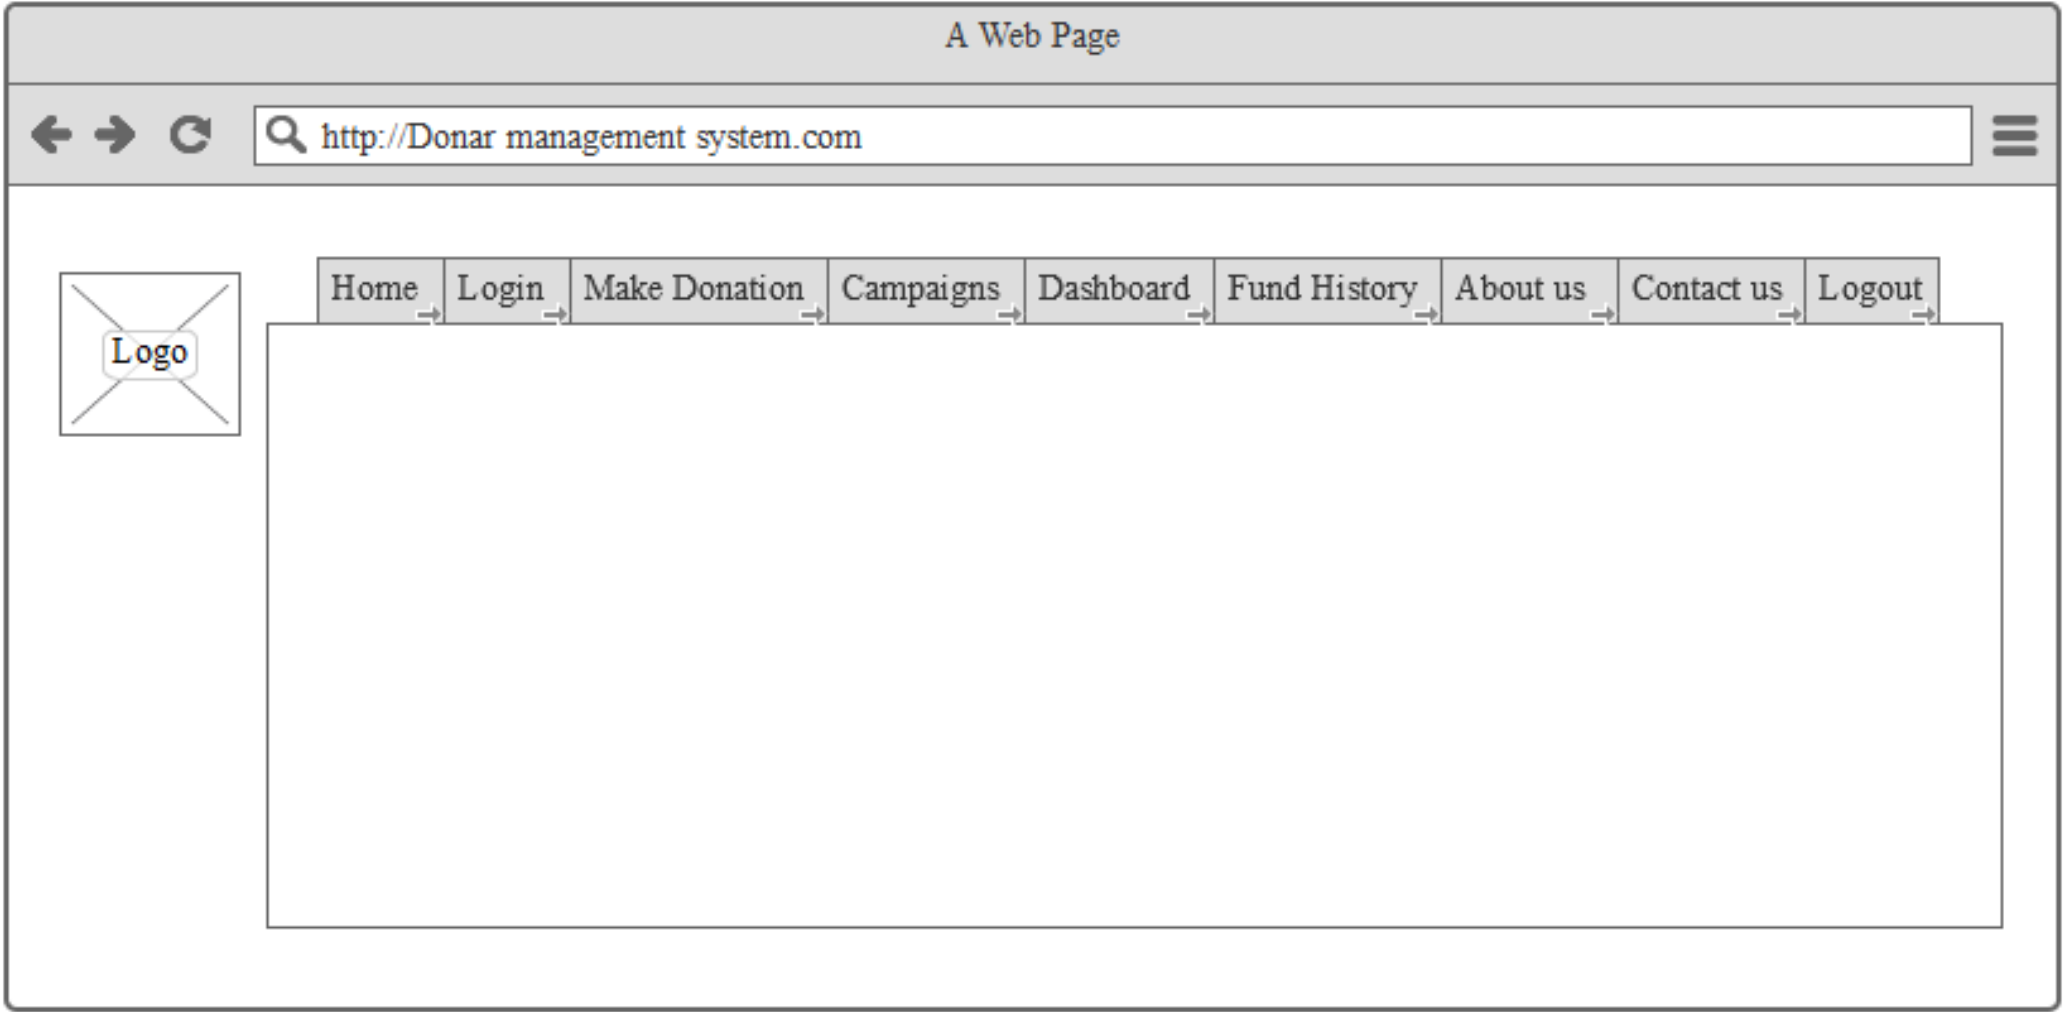 A Web Page
http://Donar management system.com
Home Login Make Donation Campaigns Dashboard Fund History About us Contact us Logout
Logo